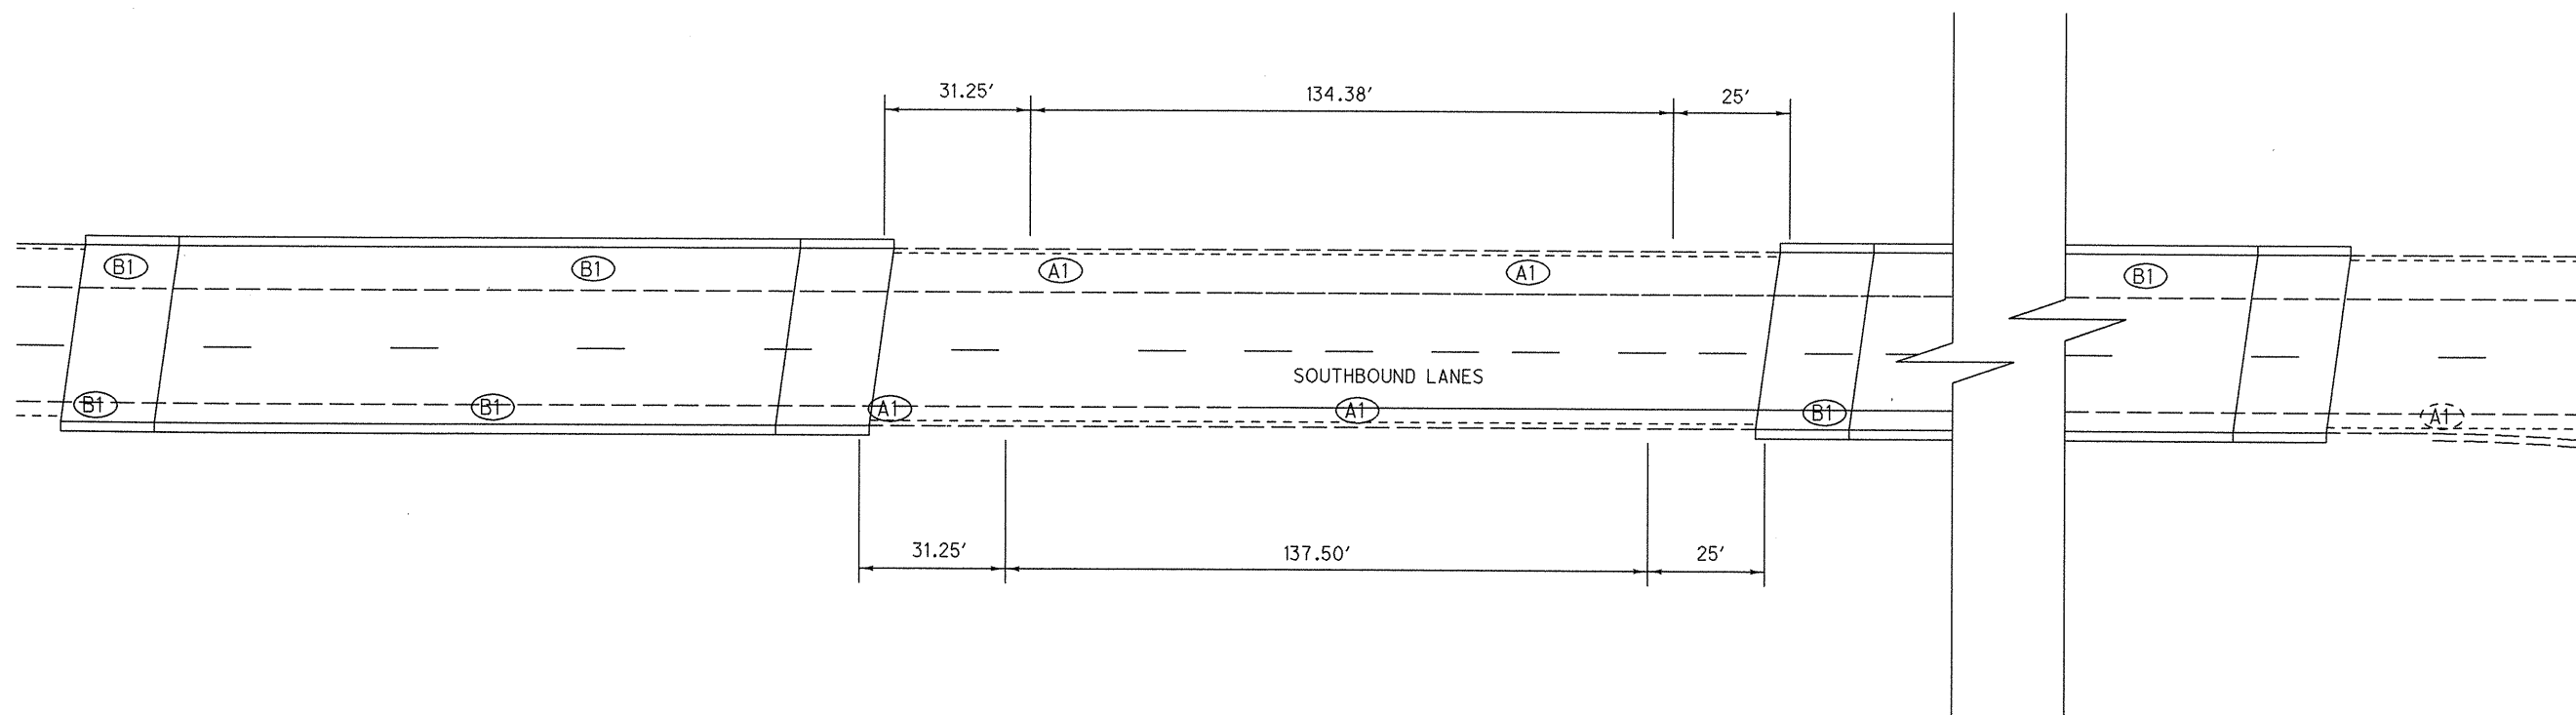 31.25' 134.38' 25'
B1 B1 A1 A1 B1
SOUTHBOUND LANES
B1 B1 A1 A1 B1 A1
31.25' 137.50' 25'